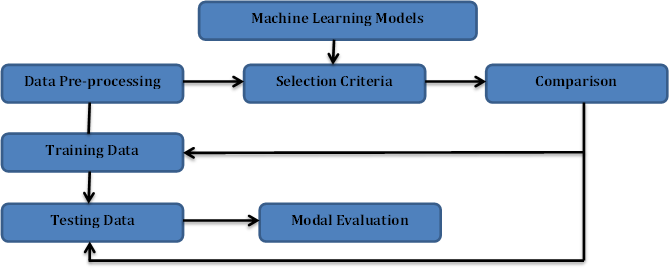 Machine Learning Models
Data Pre-processing
Selection Criteria
Comparison
Training Data
Testing Data
Modal Evaluation